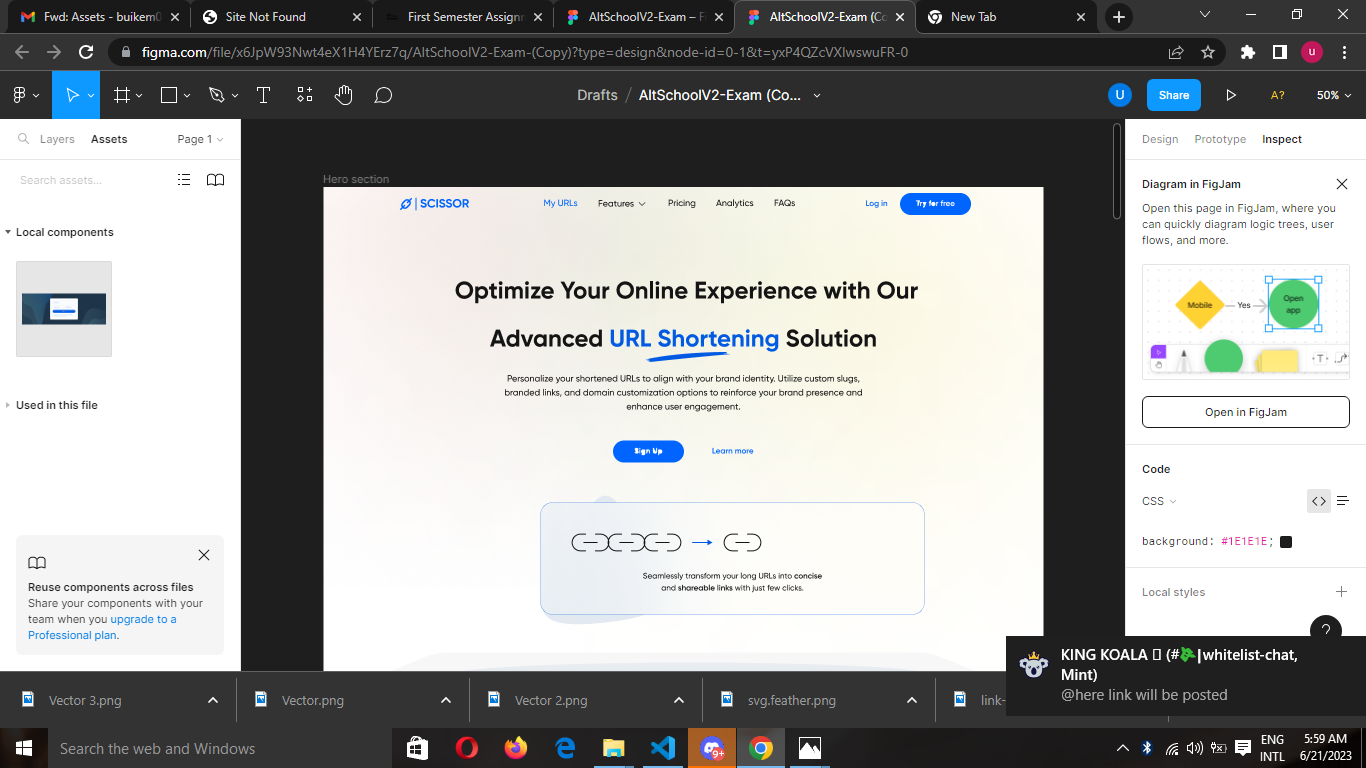 Fwd: Assets - buikem0
Site Not Found
First Semester Assignm
AltSchoolV2-Exam – F
AltSchoolV2-Exam (Co
New Tab
figma.com/file/x6JpW93Nwt4eX1H4YErz7q/AltSchoolV2-Exam-(Copy)?type=design&node-id=0-1&t=yxP4QZcVXIwswuFR-0
u
Drafts / AltSchoolV2-Exam (Co...
U
Share
A?
50%
Layers
Assets
Page 1
Search assets...
Local components
Used in this file
Reuse components across files
Share your components with your
team when you upgrade to a
Professional plan.
Hero section
SCISSOR
My URLs
Features
Pricing
Analytics
FAQs
Log in
Try for free
Optimize Your Online Experience with Our
Advanced URL Shortening Solution
Personalize your shortened URLs to align with your brand identity. Utilize custom slugs,
branded links, and domain customization options to reinforce your brand presence and
enhance user engagement.
Sign Up
Learn more
Seamlessly transform your long URLs into concise
and shareable links with just few clicks.
Design
Prototype
Inspect
Diagram in FigJam
Open this page in FigJam, where you
can quickly diagram logic trees, user
flows, and more.
Mobile
Yes
Open
app
T
Open in FigJam
Code
CSS
background: #1E1E1E;
Local styles
?
KING KOALA (#|whitelist-chat,
Mint)
@here link will be posted
Vector 3.png
Vector.png
Vector 2.png
svg.feather.png
link-
Search the web and Windows
9+
ENG
INTL
5:59 AM
6/21/2023